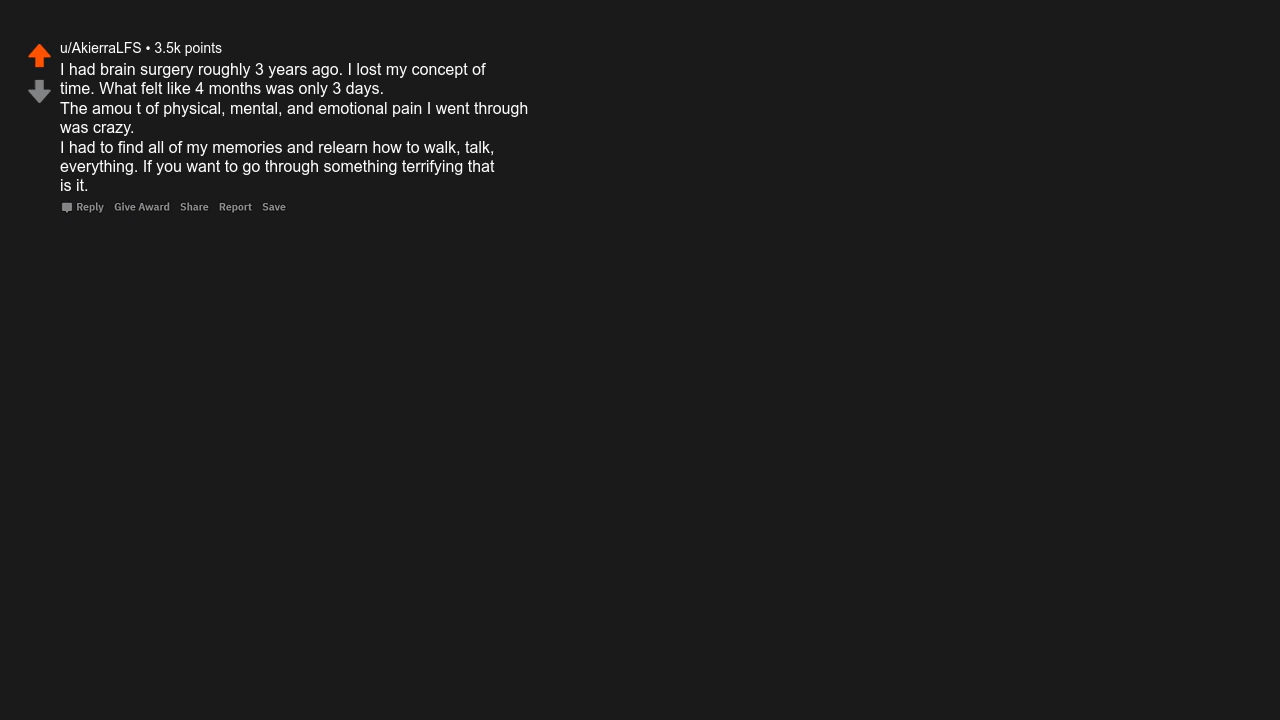 u/AkierraLFS • 3.5k points
I had brain surgery roughly 3 years ago. I lost my concept of
time. What felt like 4 months was only 3 days.
The amou t of physical, mental, and emotional pain I went through
was crazy.
I had to find all of my memories and relearn how to walk, talk,
everything. If you want to go through something terrifying that
is it.
Reply Give Award Share Report Save